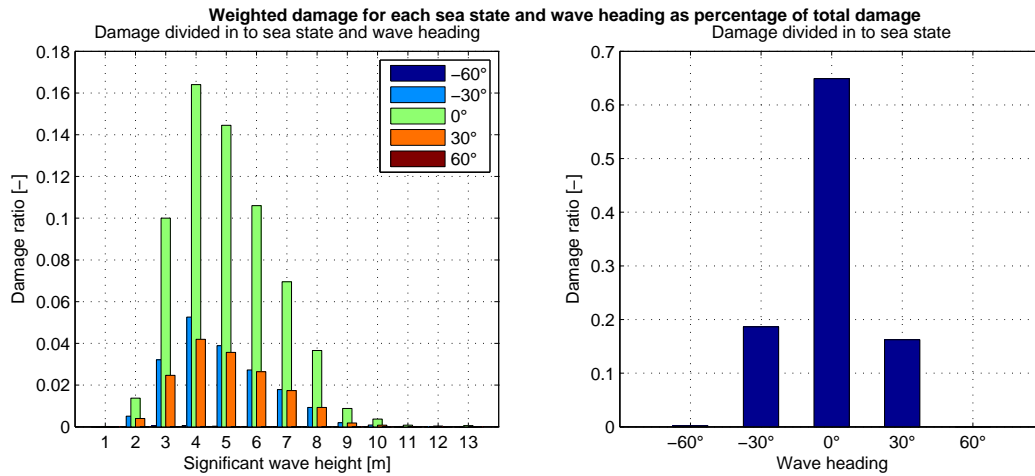 Weighted damage for each sea state and wave heading as percentage of total damage
Damage divided in to sea state and wave heading
0.18
0.16
0.14
0.12
0.1
0.08
0.06
0.04
0.02
0
Damage ratio [−]
1 2 3 4 5 6 7 8 9 10 11 12 13
Significant wave height [m]
−60°
−30°
0°
30°
60°
Damage divided in to sea state
0.7
0.6
0.5
0.4
0.3
0.2
0.1
0
Damage ratio [−]
−60° −30° 0° 30° 60°
Wave heading